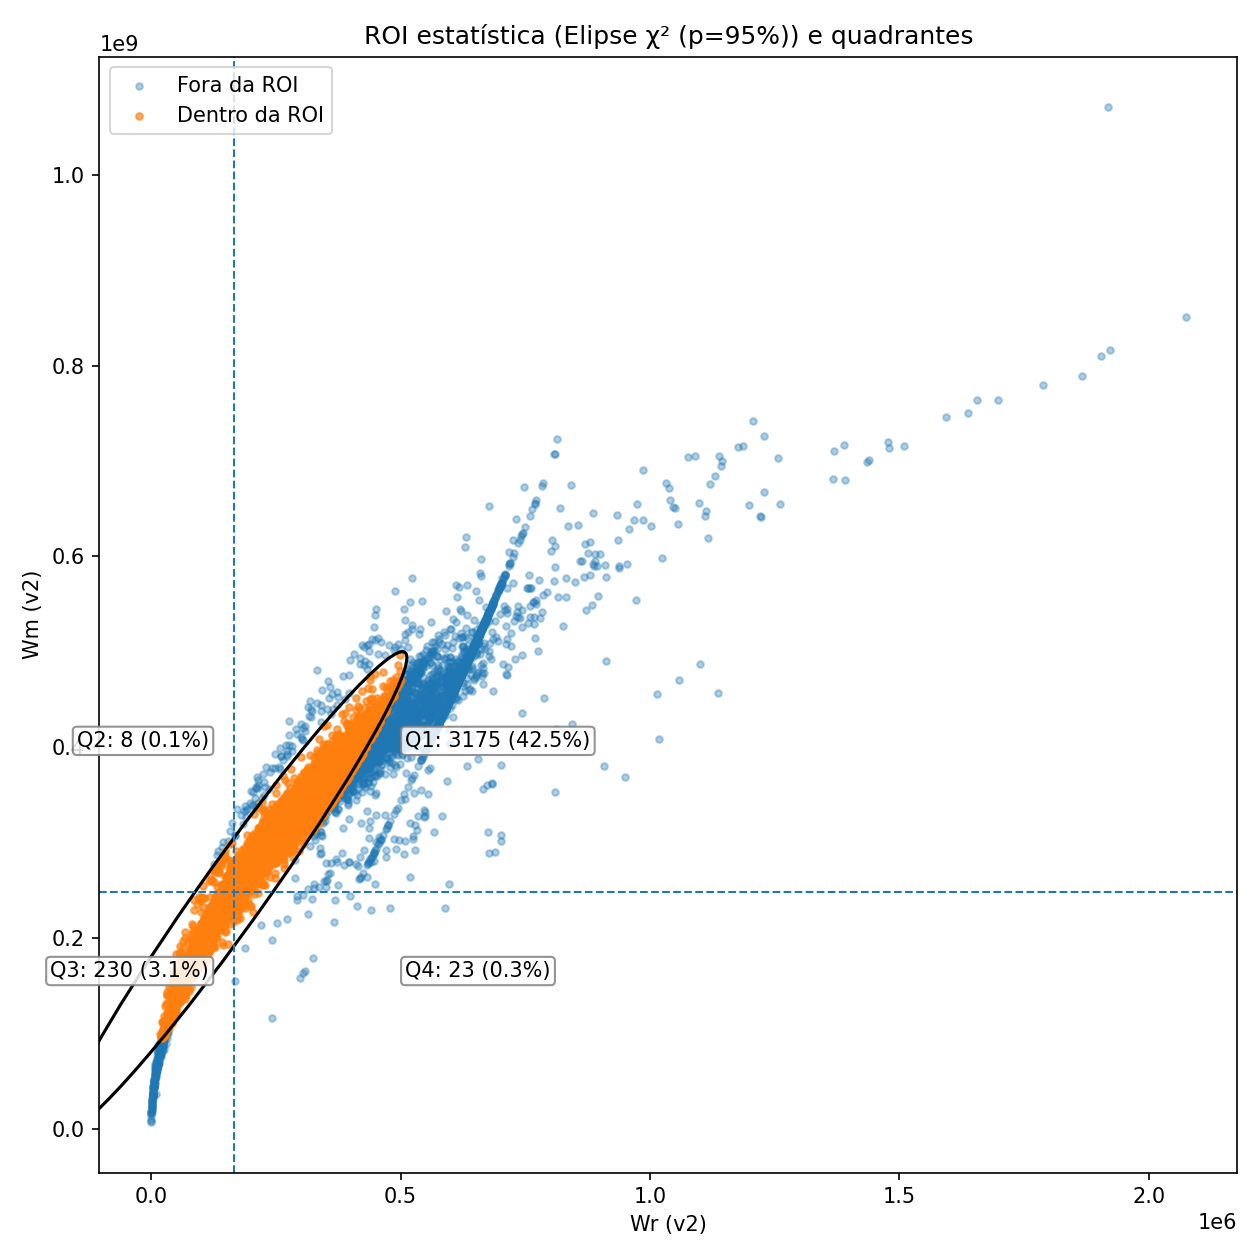 ROI estatística (Elipse χ² (p=95%)) e quadrantes
1e9
Fora da ROI
Dentro da ROI
1.0
0.8
0.6
Q2: 8 (0.1%)
Q1: 3175 (42.5%)
0.2
Q3: 230 (3.1%)
Q4: 23 (0.3%)
0.0
Wm (v2)
0.0
0.5
1.0
1.5
2.0
Wr (v2)
1e6